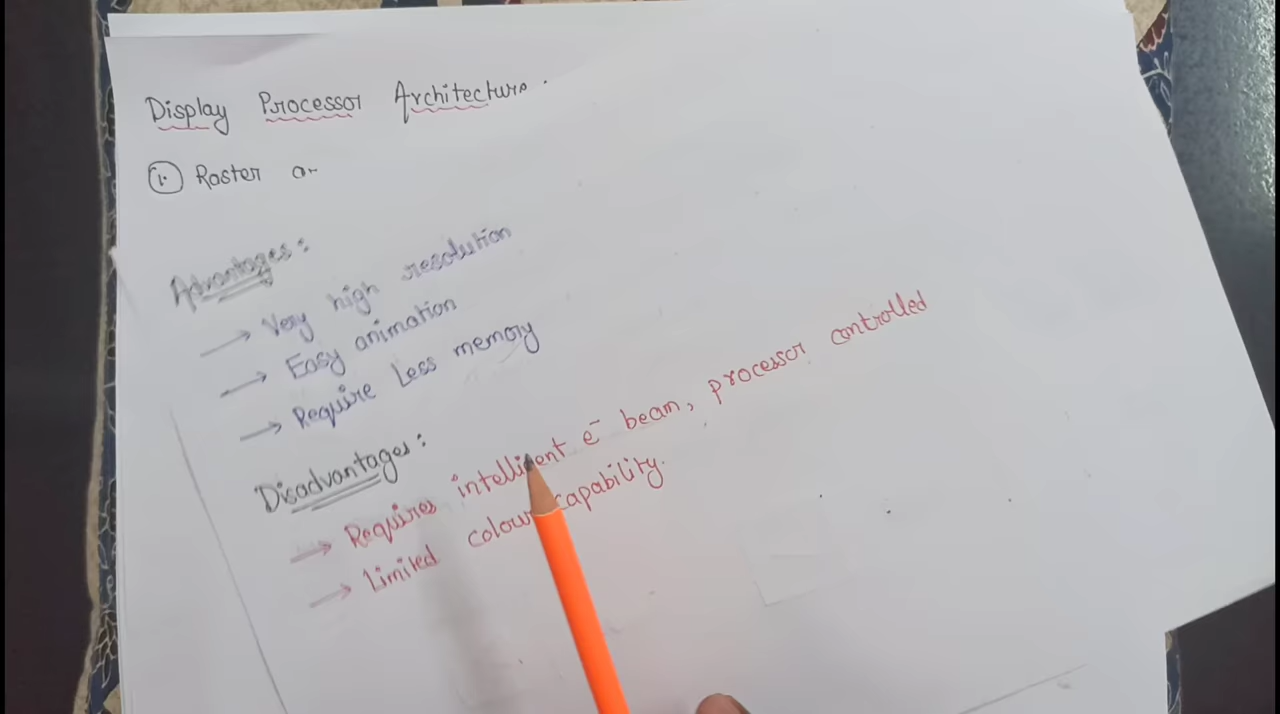 Display Processor Architecture:
1. Raster
Advantages:
→ Very high resolution
→ Easy animation
→ Require Less memory
Disadvantages:
→ Requires intelligent e⁻ beam, processor controlled
→ Limited colour capability.